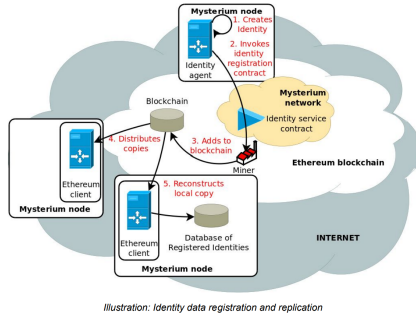 Mysterium node
1. Creates
Identity
2. Invokes
identity
registration
contract
Identity
agent
Mysterium
network
Identity service
contract
Blockchain
4. Distributes
copies
3. Adds to
blockchain
Miner
Ethereum blockchain
Ethereum
client
Mysterium node
5. Reconstructs
local copy
Ethereum
client
Database of
Registered Identities
Mysterium node
INTERNET
Illustration: Identity data registration and replication